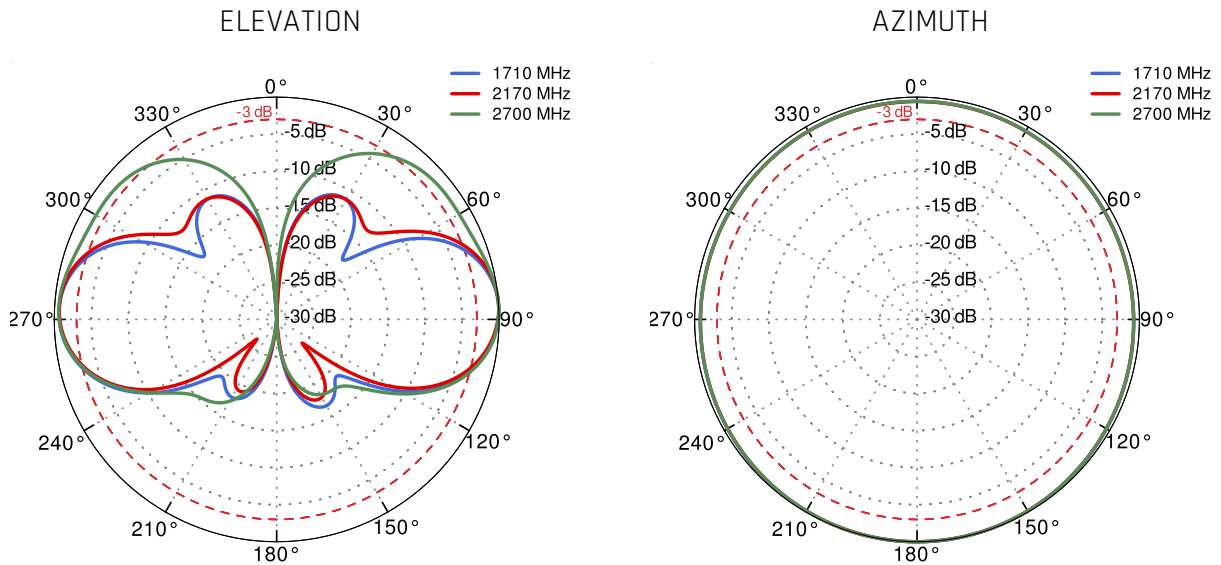 ELEVATION
1710 MHz
2170 MHz
2700 MHz
0°
30°
60°
90°
120°
150°
180°
210°
240°
270°
300°
330°
-3 dB
-5 dB
-10 dB
-15 dB
-20 dB
-25 dB
-30 dB
AZIMUTH
1710 MHz
2170 MHz
2700 MHz
0°
30°
60°
90°
120°
150°
180°
210°
240°
270°
300°
330°
-3 dB
-5 dB
-10 dB
-15 dB
-20 dB
-25 dB
-30 dB